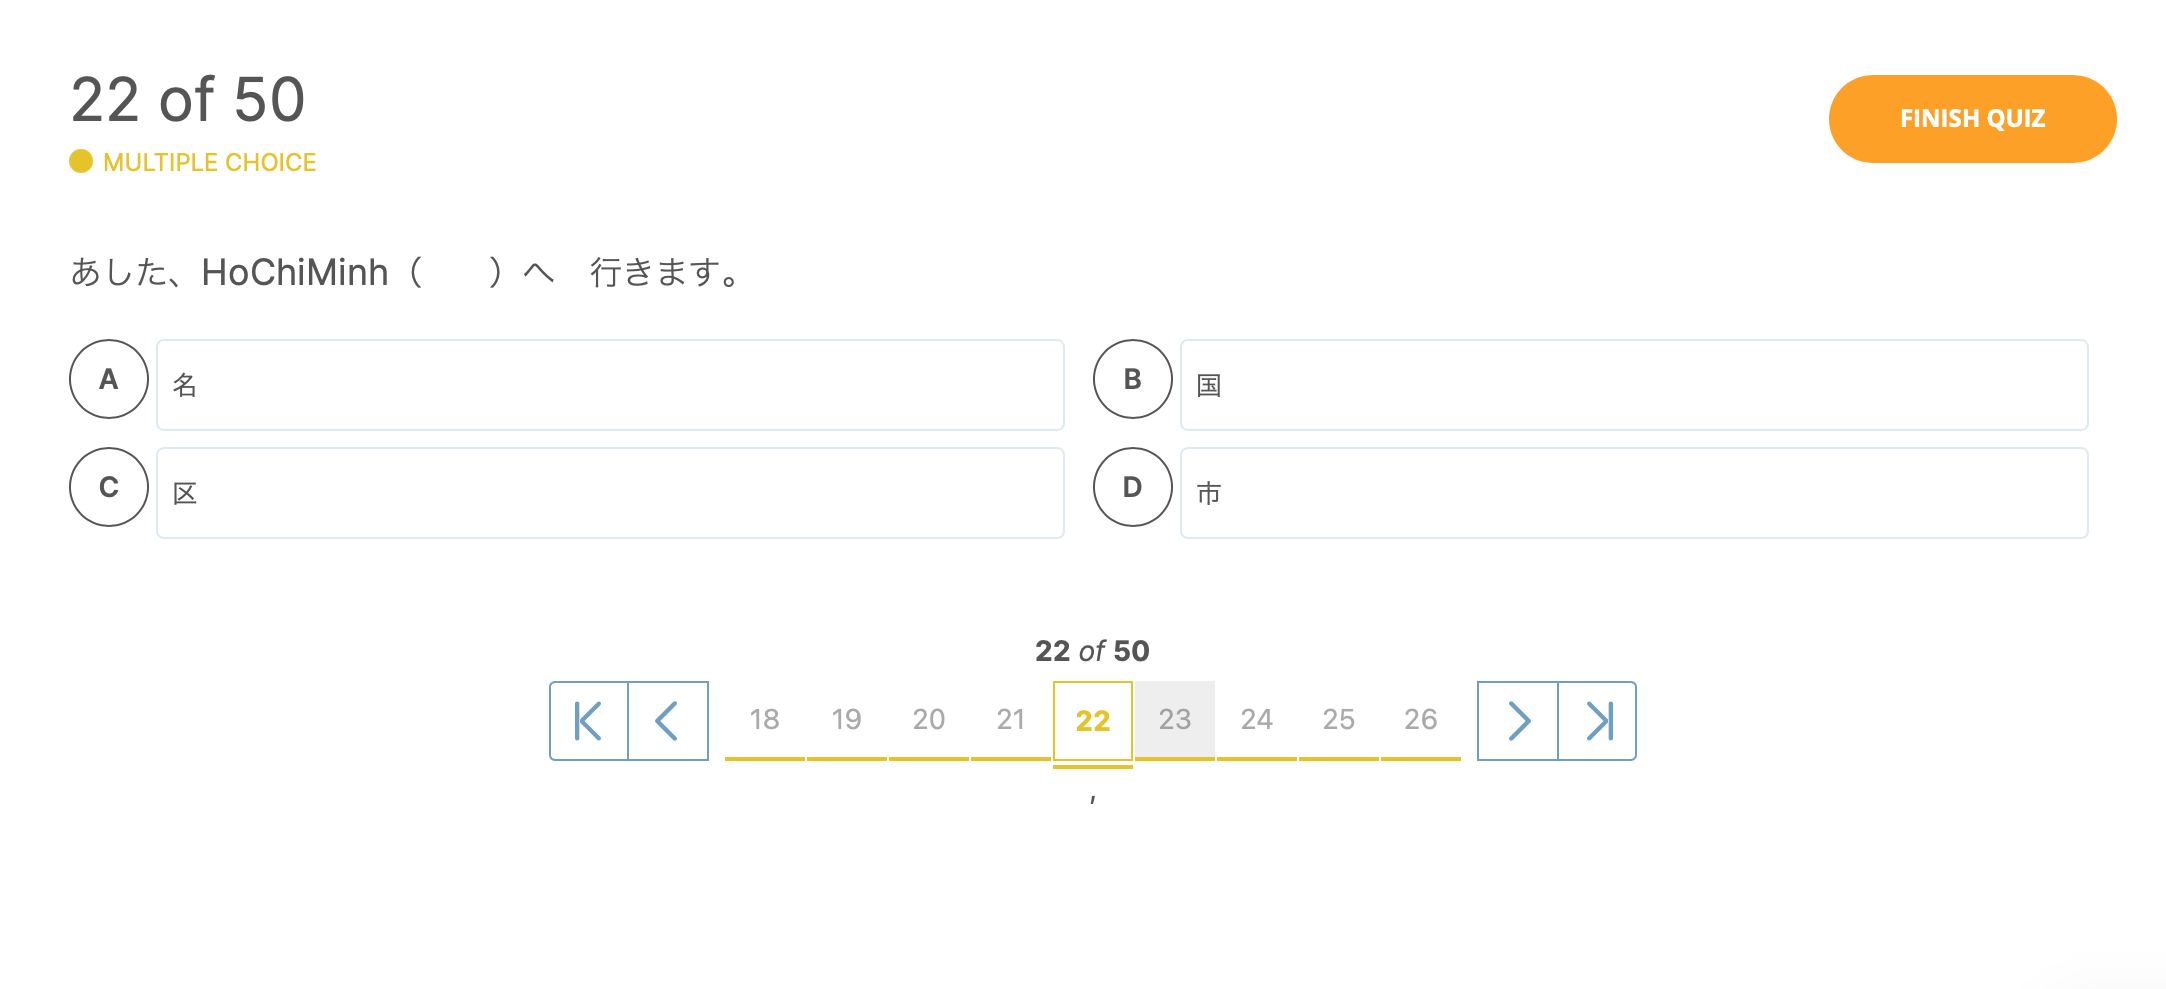 22 of 50
FINISH QUIZ
MULTIPLE CHOICE
あした、HoChiMinh（　　）へ　行きます。
A 名
B 国
C 区
D 市
22 of 50
18 19 20 21 22 23 24 25 26
,